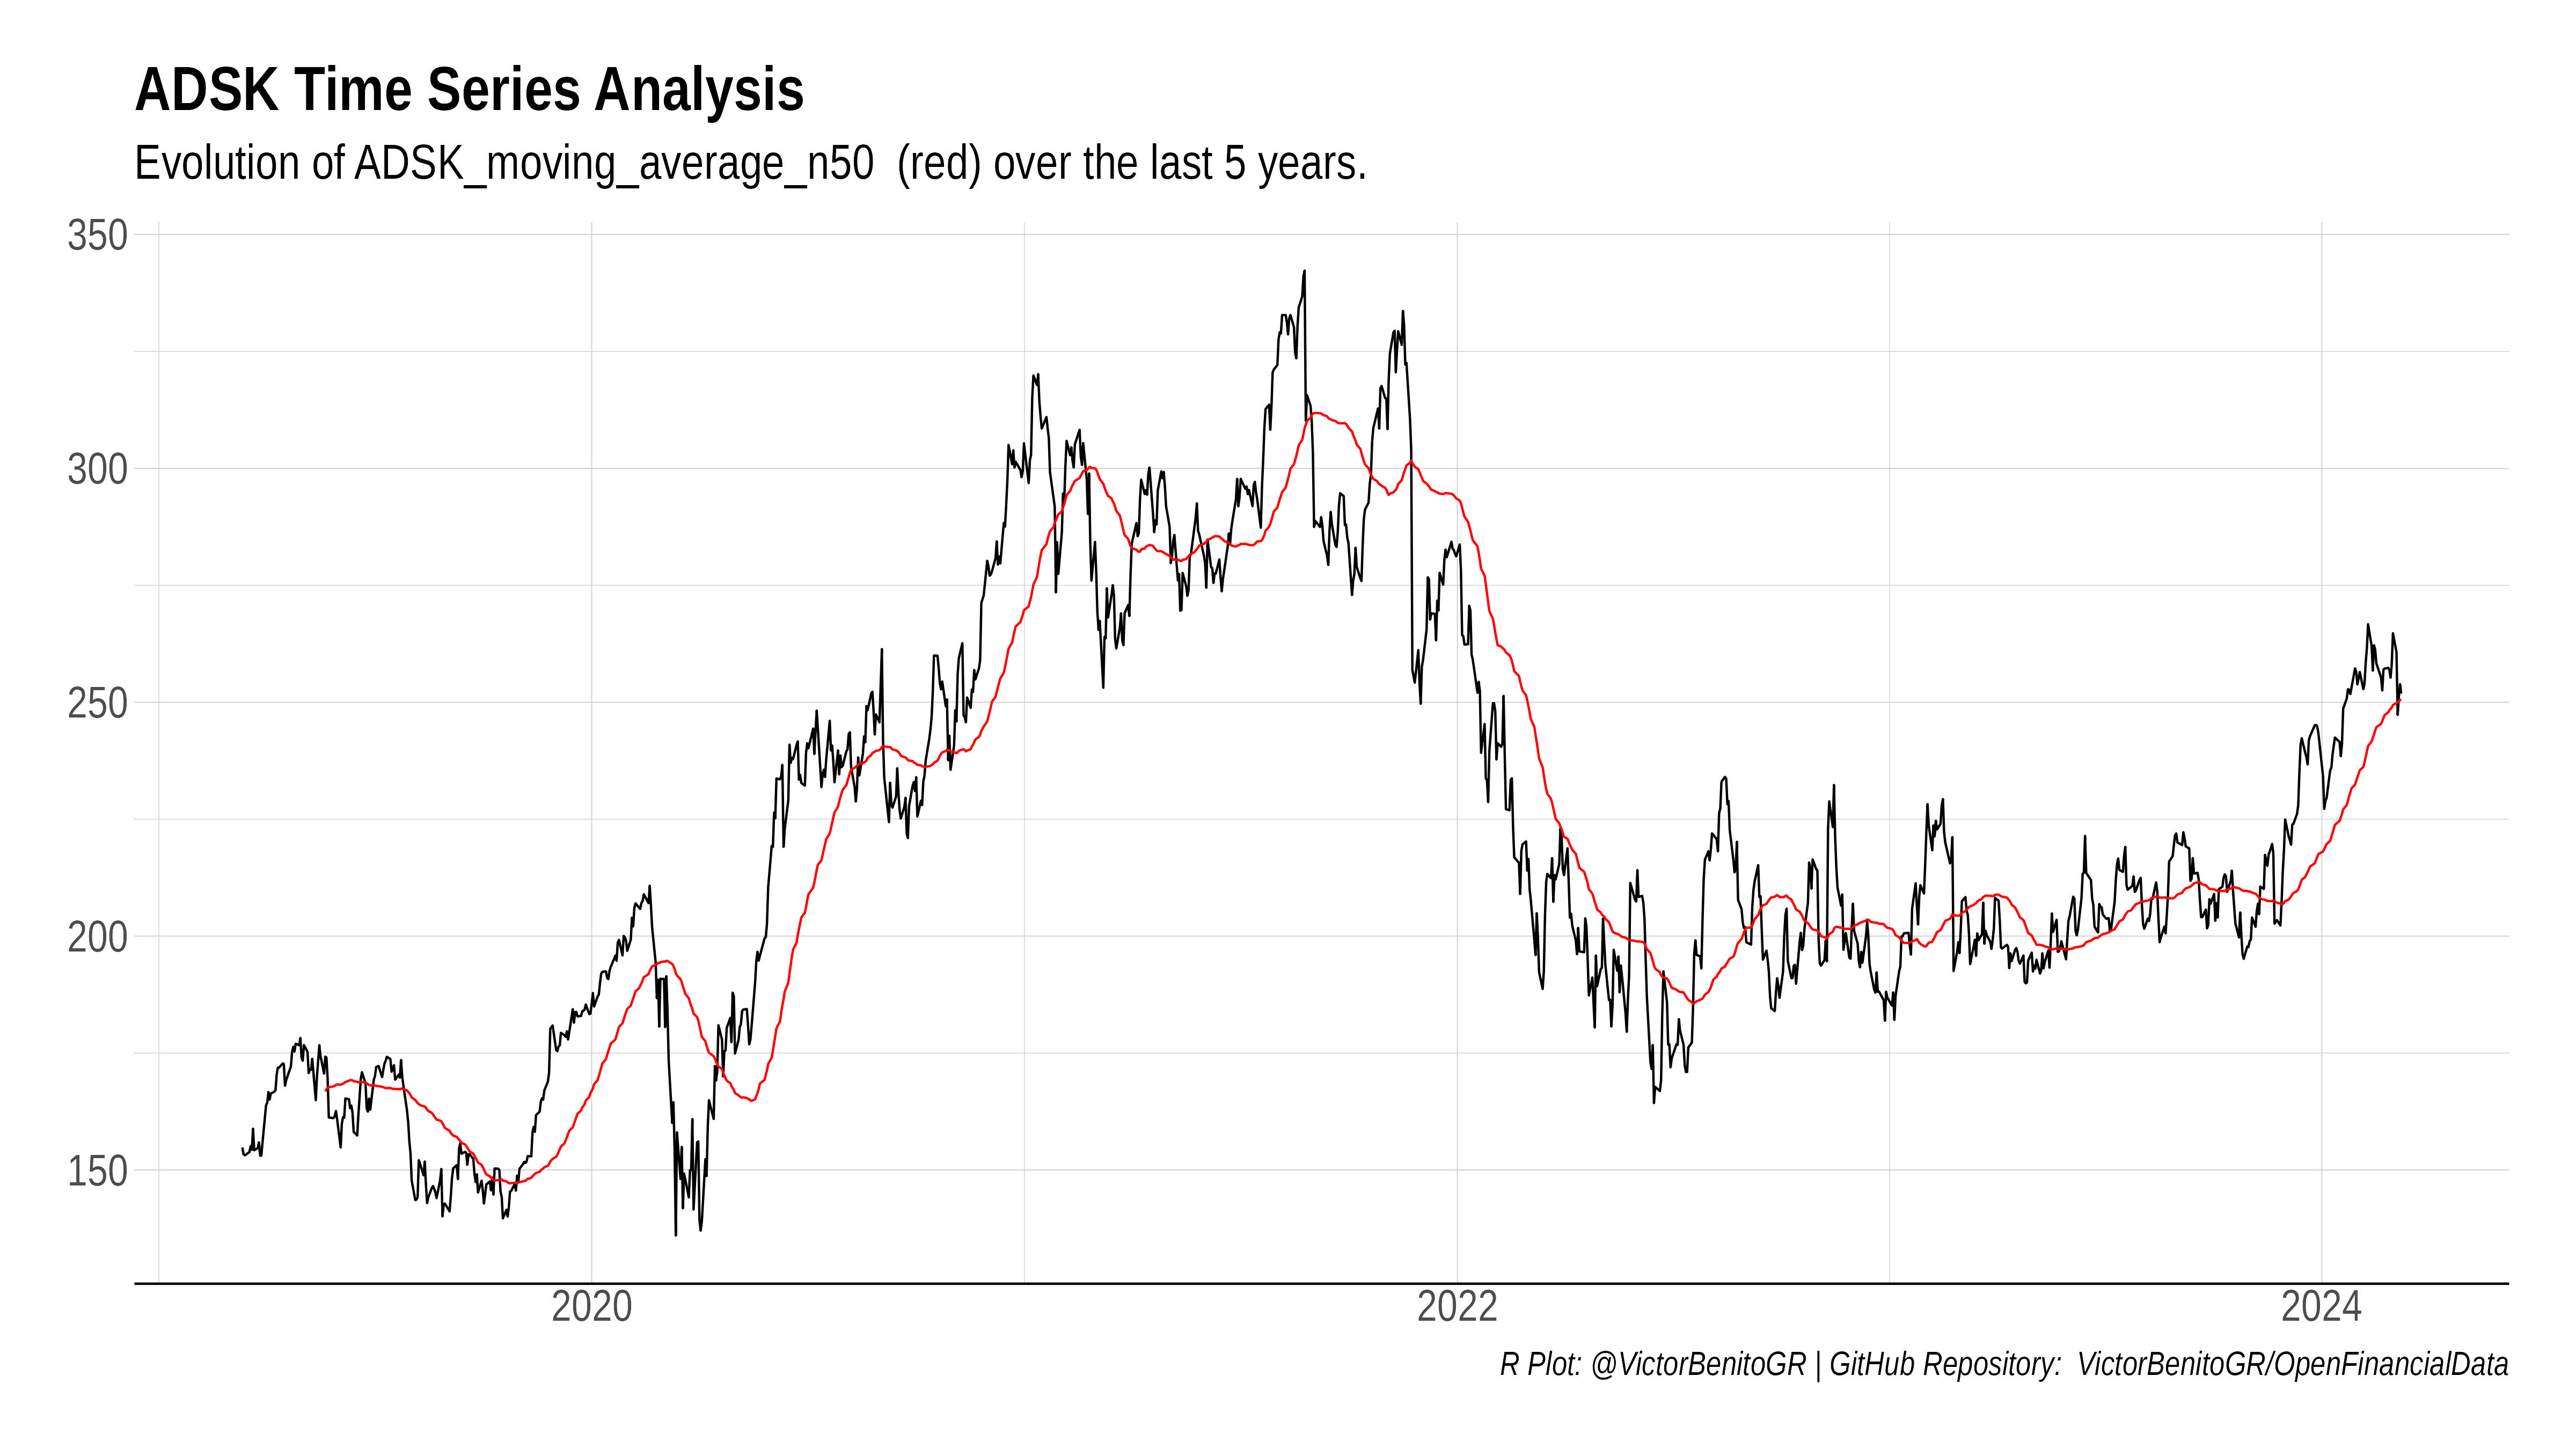 ADSK Time Series Analysis
Evolution of ADSK_moving_average_n50  (red) over the last 5 years.
350
300
250
200
150
2020 2022 2024
R Plot: @VictorBenitoGR | GitHub Repository:  VictorBenitoGR/OpenFinancialData